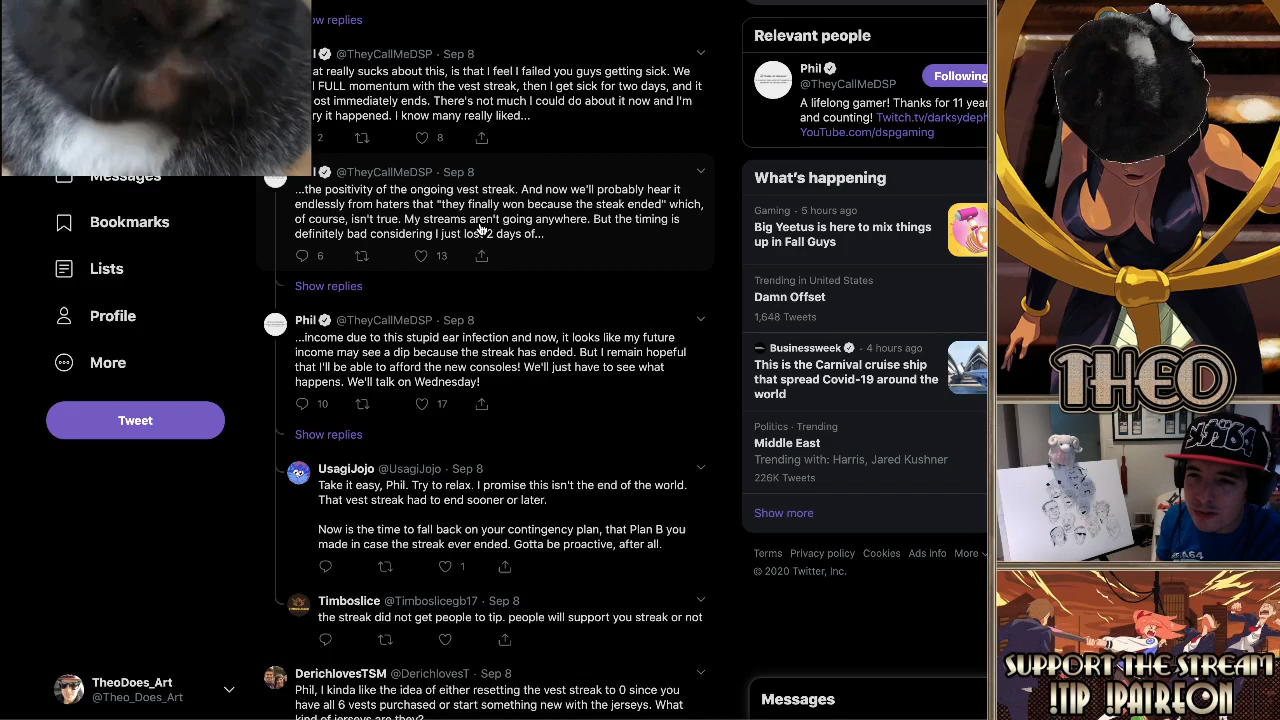 ow replies
l @TheyCallMeDSP · Sep 8
at really sucks about this, is that I feel I failed you guys getting sick. We
FULL momentum with the vest streak, then I get sick for two days, and it
ost immediately ends. There's not much I could do about it now and I'm
ry it happened. I know many really liked...
2 8
l @TheyCallMeDSP · Sep 8
...the positivity of the ongoing vest streak. And now we'll probably hear it
endlessly from haters that "they finally won because the steak ended" which,
of course, isn't true. My streams aren't going anywhere. But the timing is
definitely bad considering I just lost 2 days of...
6 13
Show replies
Phil @TheyCallMeDSP · Sep 8
...income due to this stupid ear infection and now, it looks like my future
income may see a dip because the streak has ended. But I remain hopeful
that I'll be able to afford the new consoles! We'll just have to see what
happens. We'll talk on Wednesday!
10 17
Show replies
UsagiJojo @UsagiJojo · Sep 8
Take it easy, Phil. Try to relax. I promise this isn't the end of the world.
That vest streak had to end sooner or later.
Now is the time to fall back on your contingency plan, that Plan B you
made in case the streak ever ended. Gotta be proactive, after all.
1
Timboslice @Timboslicegb17 · Sep 8
the streak did not get people to tip. people will support you streak or not
DerichlovesTSM @DerichlovesT · Sep 8
Phil, I kinda like the idea of either resetting the vest streak to 0 since you
have all 6 vests purchased or start something new with the jerseys. What
kind of jerseys are they?
Messages
Bookmarks
Lists
Profile
More
Tweet
TheoDoes_Art
@Theo_Does_Art
Relevant people
Phil
@TheyCallMeDSP
Following
A lifelong gamer! Thanks for 11 year
and counting! Twitch.tv/darksydeph
YouTube.com/dspgaming
What's happening
Gaming · 5 hours ago
Big Yeetus is here to mix things
up in Fall Guys
Trending in United States
Damn Offset
1,648 Tweets
Businessweek · 4 hours ago
This is the Carnival cruise ship
that spread Covid-19 around the
world
Politics · Trending
Middle East
Trending with: Harris, Jared Kushner
226K Tweets
Show more
Terms Privacy policy Cookies Ads info More
© 2020 Twitter, Inc.
Messages
THEO
SUPPORT THE STREAM
!TIP !PATREON